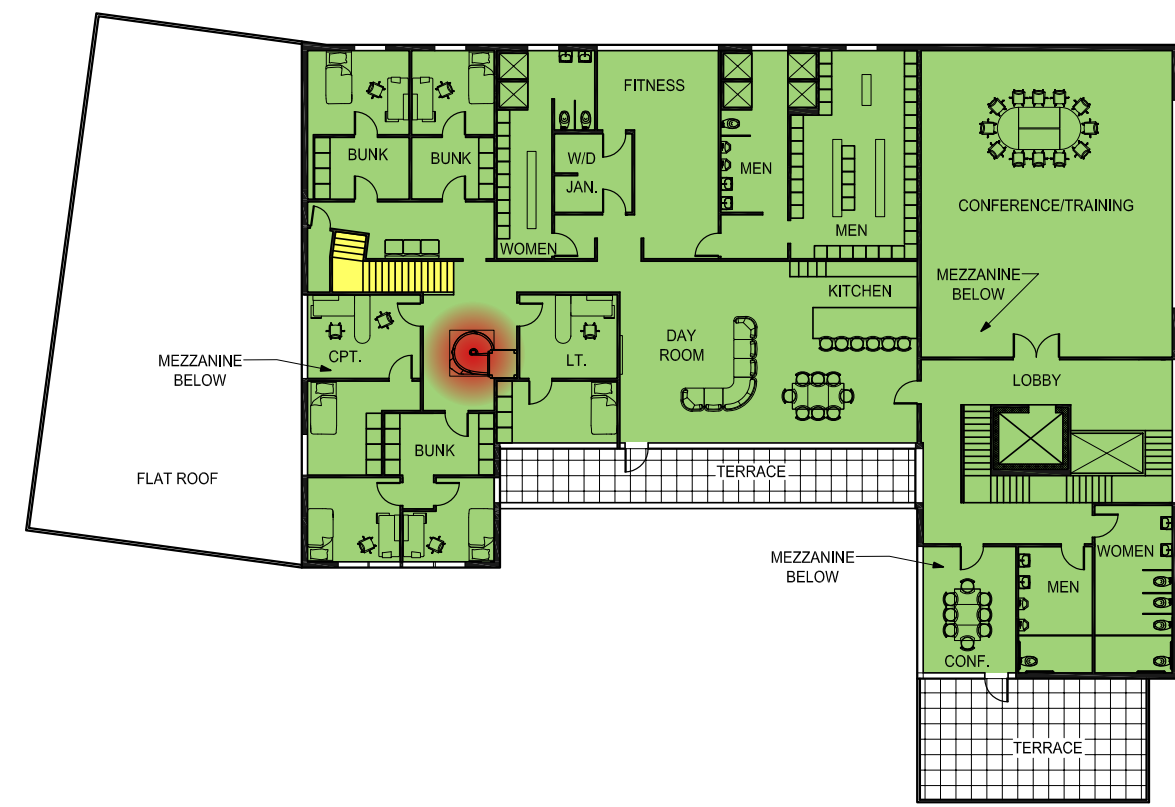 FITNESS
BUNK
BUNK
W/D
JAN.
MEN
WOMEN
MEN
CONFERENCE/TRAINING
MEZZANINE
BELOW
KITCHEN
DAY
ROOM
CPT.
LT.
MEZZANINE
BELOW
LOBBY
BUNK
FLAT ROOF
TERRACE
MEZZANINE
BELOW
WOMEN
MEN
CONF.
TERRACE